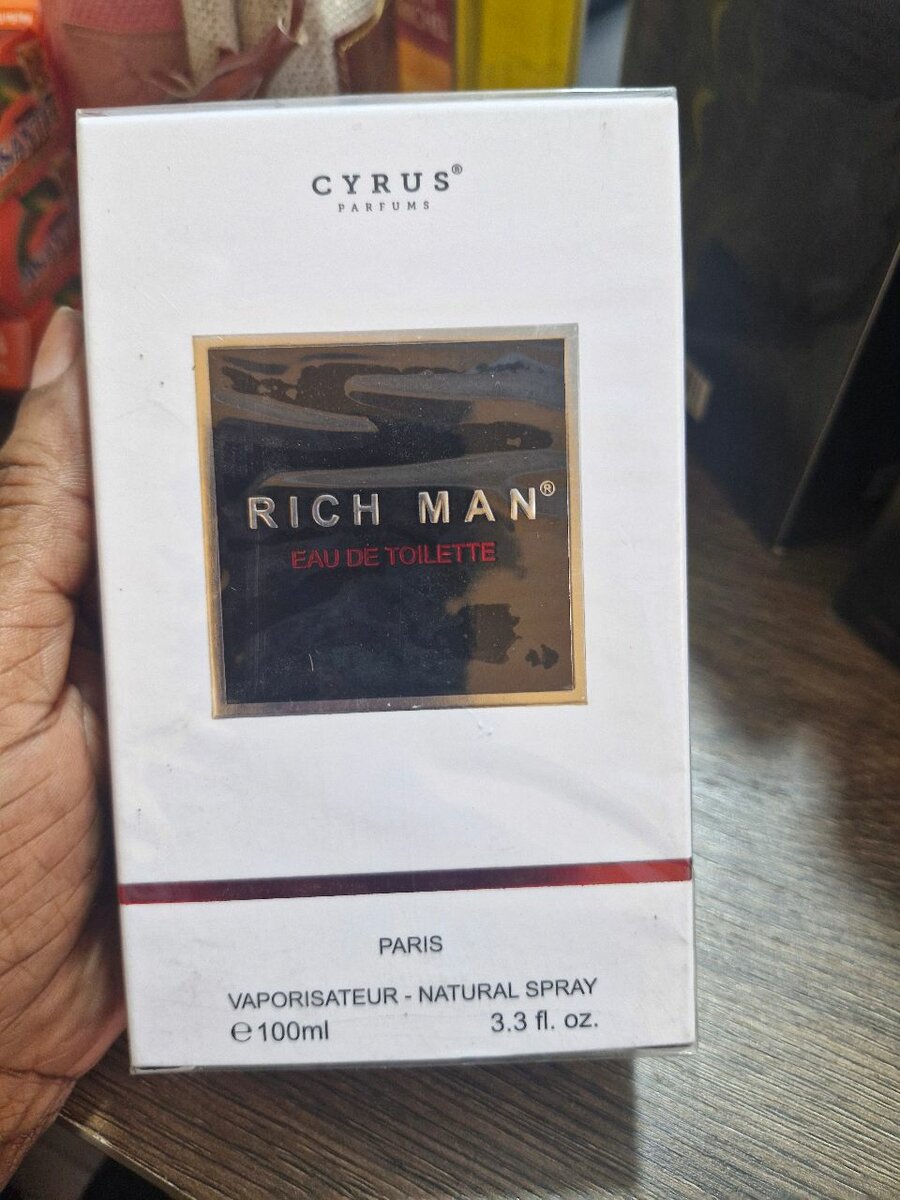 CYRUS®
PARFUMS
RICH MAN®
EAU DE TOILETTE
PARIS
VAPORISATEUR - NATURAL SPRAY
℮ 100ml 3.3 fl. oz.